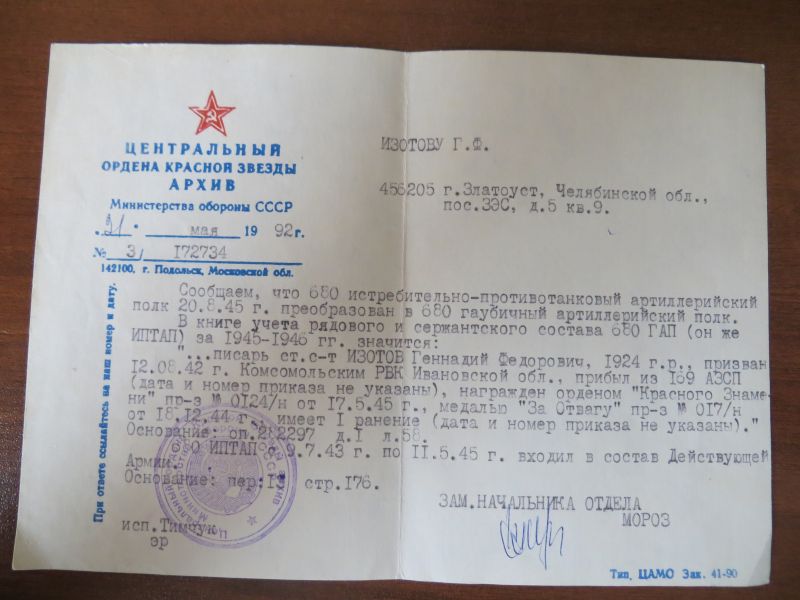 ЦЕНТРАЛЬНЫЙ
ОРДЕНА КРАСНОЙ ЗВЕЗДЫ
АРХИВ
Министерства обороны СССР
"21" мая 1992г.
№ 3/ I72734
142100, г. Подольск, Московской обл.
При ответе ссылайтесь на наш номер и дату.
ИЗОТОВУ Г.Ф.
456205 г.Златоуст, Челябинской обл.,
пос.ЗЭС, д.5 кв.9.
Сообщаем, что 680 истребительно-противотанковый артиллерийский
полк 20.8.45 г. преобразован в 680 гаубичный артиллерийский полк.
В книге учета рядового и сержантского состава 680 ГАП (он же
ИПТАП) за 1945-1946 гг. значится:
"...писарь ст.с-т ИЗОТОВ Геннадий Федорович, 1924 г.р., призван
12.08.42 г. Комсомольским РВК Ивановской обл., прибыл из 169 АЗСП
(дата и номер приказа не указаны), награжден орденом "Красного Знаме-
ни" пр-з № 0124/н от 17.5.45 г., медалью "За Отвагу" пр-з № 017/н
от 18.12.44 г., имеет I ранение (дата и номер приказа не указаны)."
Основание: оп.282297 д.I л.58.
680 ИПТАП 9.7.43 г. по II.5.45 г. входил в состав Действующей
Армии.
Основание: пер. стр.176.
ЗАМ.НАЧАЛЬНИКА ОТДЕЛА
МОРОЗ
исп.Тимчук
эр
Тип. ЦАМО Зак. 41-90